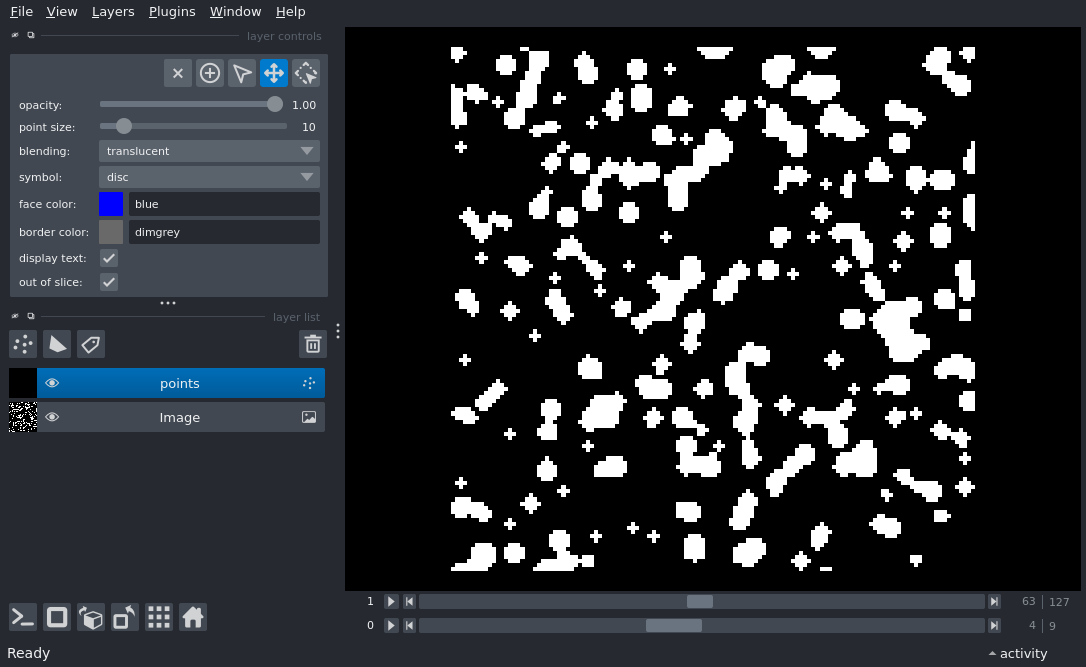 File View Layers Plugins Window Help
layer controls
opacity: 1.00
point size: 10
blending: translucent
symbol: disc
face color: blue
border color: dimgrey
display text:
out of slice:
layer list
points
Image
1 63 127
0 4 9
Ready activity